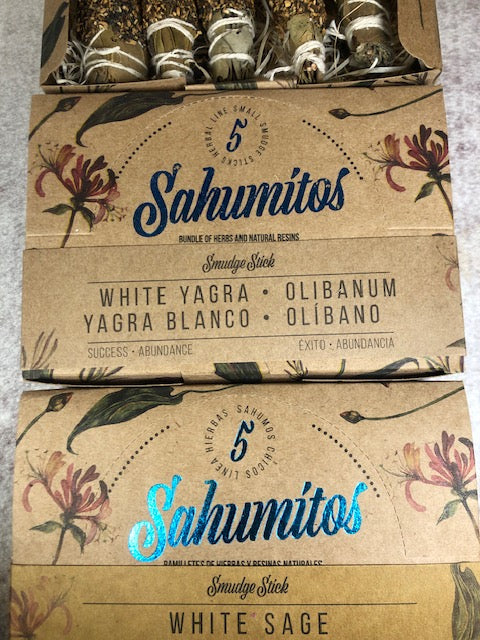 HERBAL LINE SMALL SMUDGE STICKS
5
Sahumítos
BUNDLE OF HERBS AND NATURAL RESINS
Smudge Stick
WHITE YAGRA • OLIBANUM
YAGRA BLANCO • OLÍBANO
SUCCESS • ABUNDANCE
ÉXITO • ABUNDANCIA
LINEA HIERBAS SAHUMOS CHICOS
5
Sahumítos
RAMILLETES DE HIERBAS Y RESINAS NATURALES
Smudge Stick
WHITE SAGE